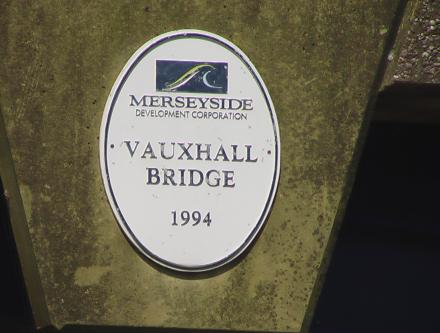 MERSEYSIDE
DEVELOPMENT CORPORATION
VAUXHALL
BRIDGE
1994